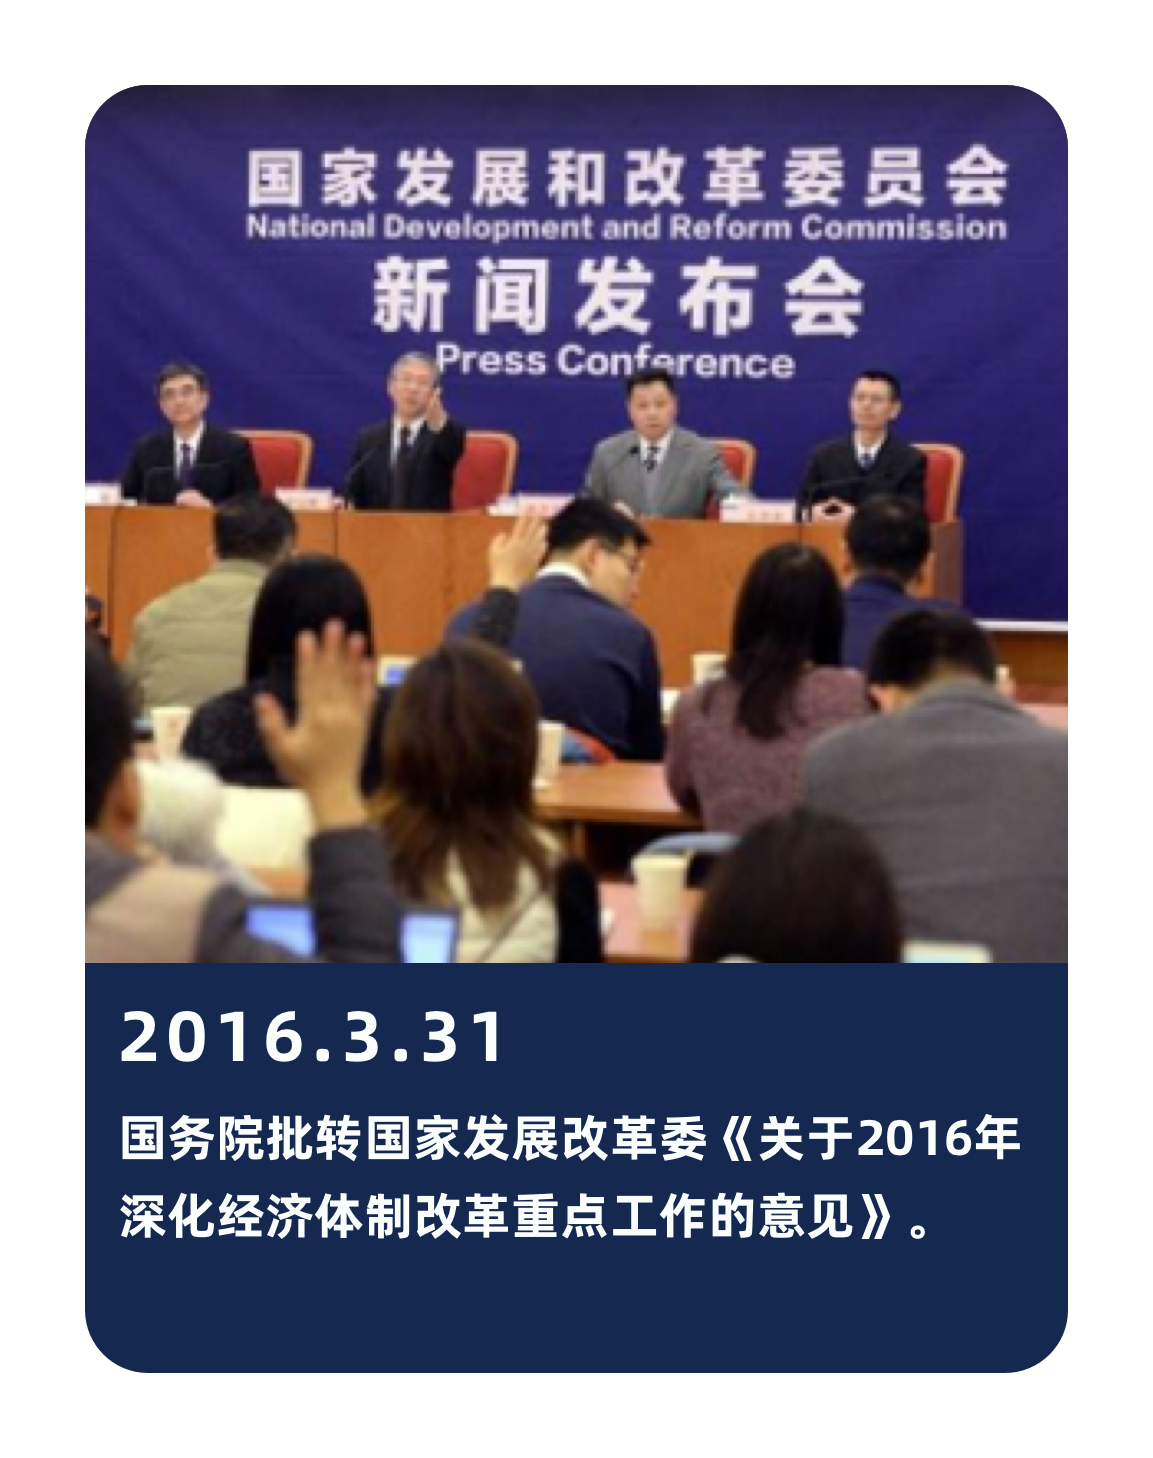 国家发展和改革委员会
National Development and Reform Commission
新闻发布会
Press Conference
2016.3.31
国务院批转国家发展改革委《关于2016年
深化经济体制改革重点工作的意见》。